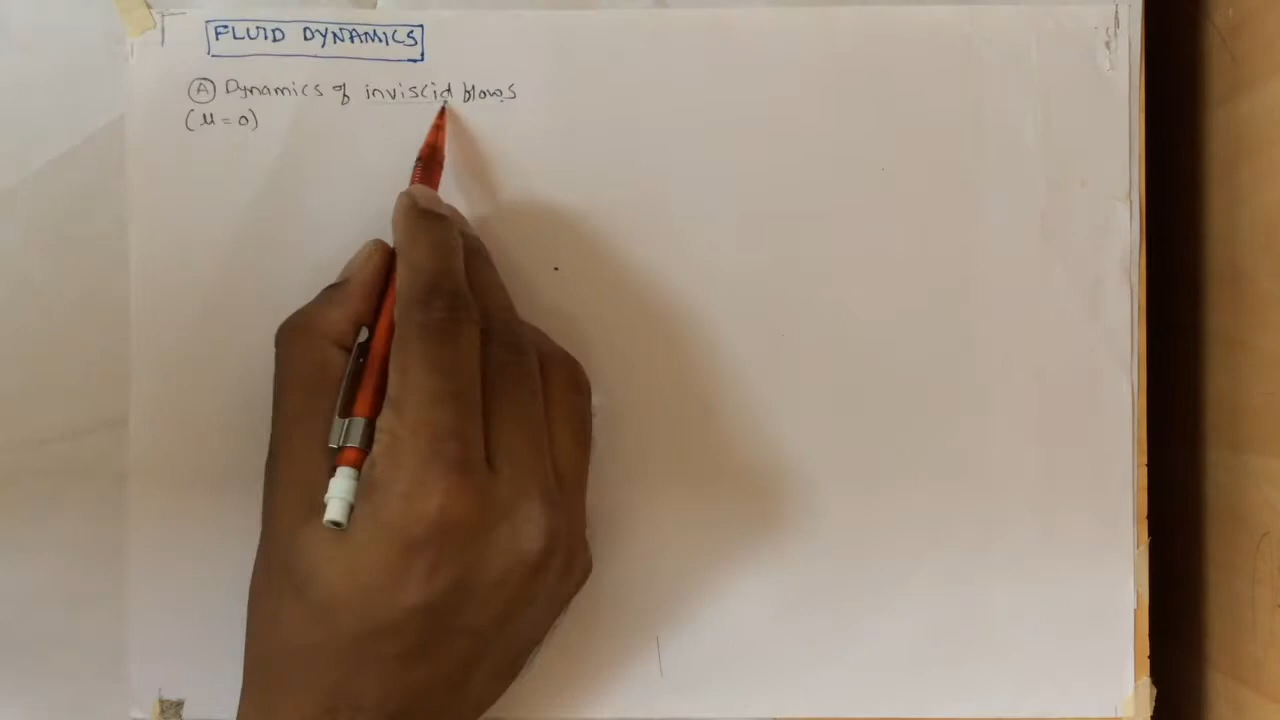 FLUID DYNAMICS
Ⓐ Dynamics of inviscid flows
(μ = 0)